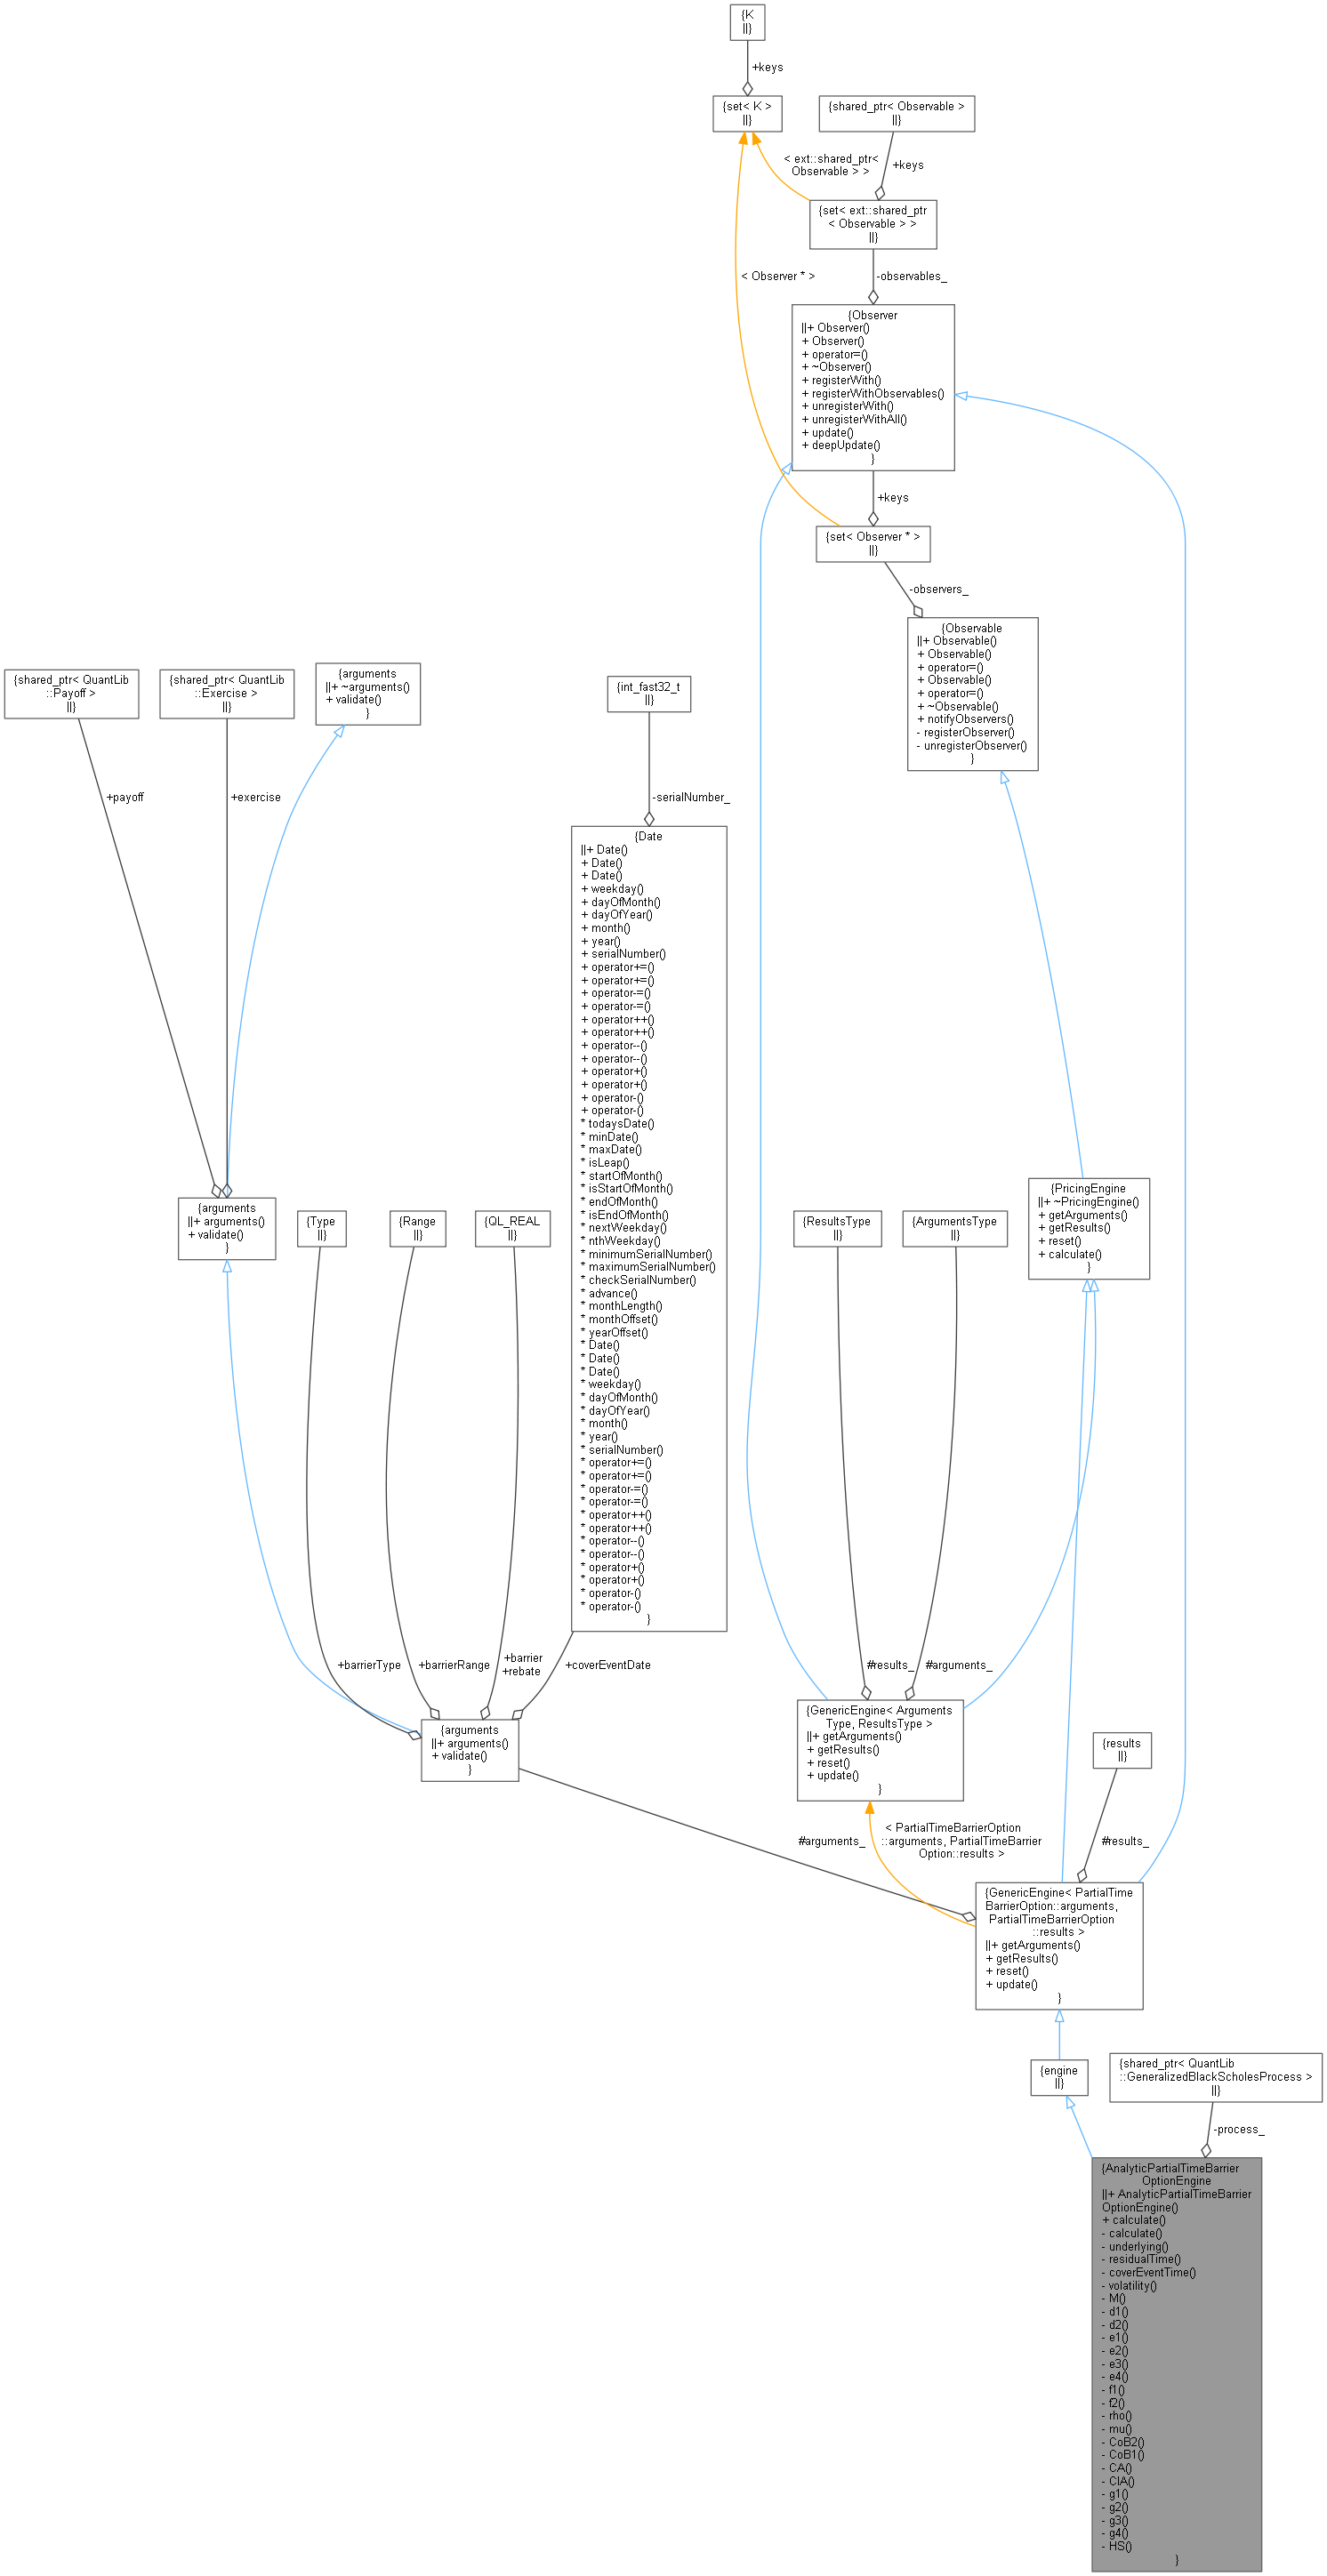 {K
||}
+keys
{set< K >
||}
{shared_ptr< Observable >
||}
< ext::shared_ptr<
Observable > >
+keys
{set< ext::shared_ptr
< Observable > >
||}
< Observer * >
-observables_
{Observer
||+ Observer()
+ Observer()
+ operator=()
+ ~Observer()
+ registerWith()
+ registerWithObservables()
+ unregisterWith()
+ unregisterWithAll()
+ update()
+ deepUpdate()
}
+keys
{set< Observer * >
||}
-observers_
{Observable
||+ Observable()
+ Observable()
+ operator=()
+ Observable()
+ operator=()
+ ~Observable()
+ notifyObservers()
- registerObserver()
- unregisterObserver()
}
{shared_ptr< QuantLib
::Payoff >
||}
{shared_ptr< QuantLib
::Exercise >
||}
{arguments
||+ ~arguments()
+ validate()
}
{int_fast32_t
||}
+payoff
+exercise
-serialNumber_
{Date
||+ Date()
+ Date()
+ Date()
+ weekday()
+ dayOfMonth()
+ dayOfYear()
+ month()
+ year()
+ serialNumber()
+ operator+=()
+ operator+=()
+ operator-=()
+ operator-=()
+ operator++()
+ operator++()
+ operator--()
+ operator--()
+ operator+()
+ operator+()
+ operator-()
+ operator-()
* todaysDate()
* minDate()
* maxDate()
* isLeap()
* startOfMonth()
* isStartOfMonth()
* endOfMonth()
* isEndOfMonth()
* nextWeekday()
* nthWeekday()
* minimumSerialNumber()
* maximumSerialNumber()
* checkSerialNumber()
* advance()
* monthLength()
* monthOffset()
* yearOffset()
* Date()
* Date()
* Date()
* weekday()
* dayOfMonth()
* dayOfYear()
* month()
* year()
* serialNumber()
* operator+=()
* operator+=()
* operator-=()
* operator-=()
* operator++()
* operator++()
* operator--()
* operator--()
* operator+()
* operator+()
* operator-()
* operator-()
}
{arguments
||+ arguments()
+ validate()
}
{Type
||}
{Range
||}
{QL_REAL
||}
{ResultsType
||}
{ArgumentsType
||}
{PricingEngine
||+ ~PricingEngine()
+ getArguments()
+ getResults()
+ reset()
+ calculate()
}
+barrierType
+barrierRange
+barrier
+rebate
+coverEventDate
#results_
#arguments_
{arguments
||+ arguments()
+ validate()
}
{GenericEngine< Arguments
Type, ResultsType >
||+ getArguments()
+ getResults()
+ reset()
+ update()
}
{results
||}
#arguments_
< PartialTimeBarrierOption
::arguments, PartialTimeBarrier
Option::results >
#results_
{GenericEngine< PartialTime
BarrierOption::arguments,
PartialTimeBarrierOption
::results >
||+ getArguments()
+ getResults()
+ reset()
+ update()
}
{engine
||}
{shared_ptr< QuantLib
::GeneralizedBlackScholesProcess >
||}
-process_
{AnalyticPartialTimeBarrier
OptionEngine
||+ AnalyticPartialTimeBarrier
OptionEngine()
+ calculate()
- calculate()
- underlying()
- residualTime()
- coverEventTime()
- volatility()
- M()
- d1()
- d2()
- e1()
- e2()
- e3()
- e4()
- f1()
- f2()
- rho()
- mu()
- CoB2()
- CoB1()
- CA()
- CIA()
- g1()
- g2()
- g3()
- g4()
- HS()
}